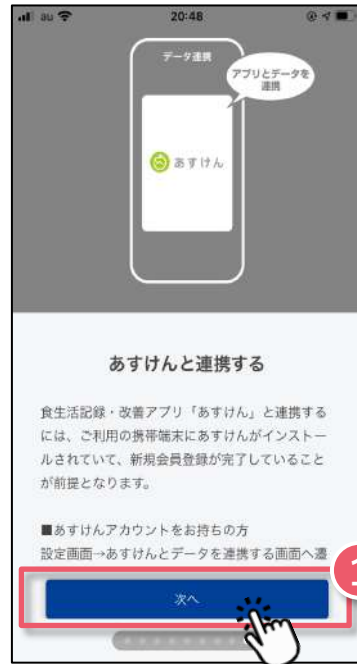 au 20:48
データ連携
アプリとデータを
連携
あすけん
あすけんと連携する
食生活記録・改善アプリ「あすけん」と連携する
には、ご利用の携帯端末にあすけんがインストー
ルされていて、新規会員登録が完了していること
が前提となります。
■あすけんアカウントをお持ちの方
設定画面→あすけんとデータを連携する画面へ遷
1
次へ